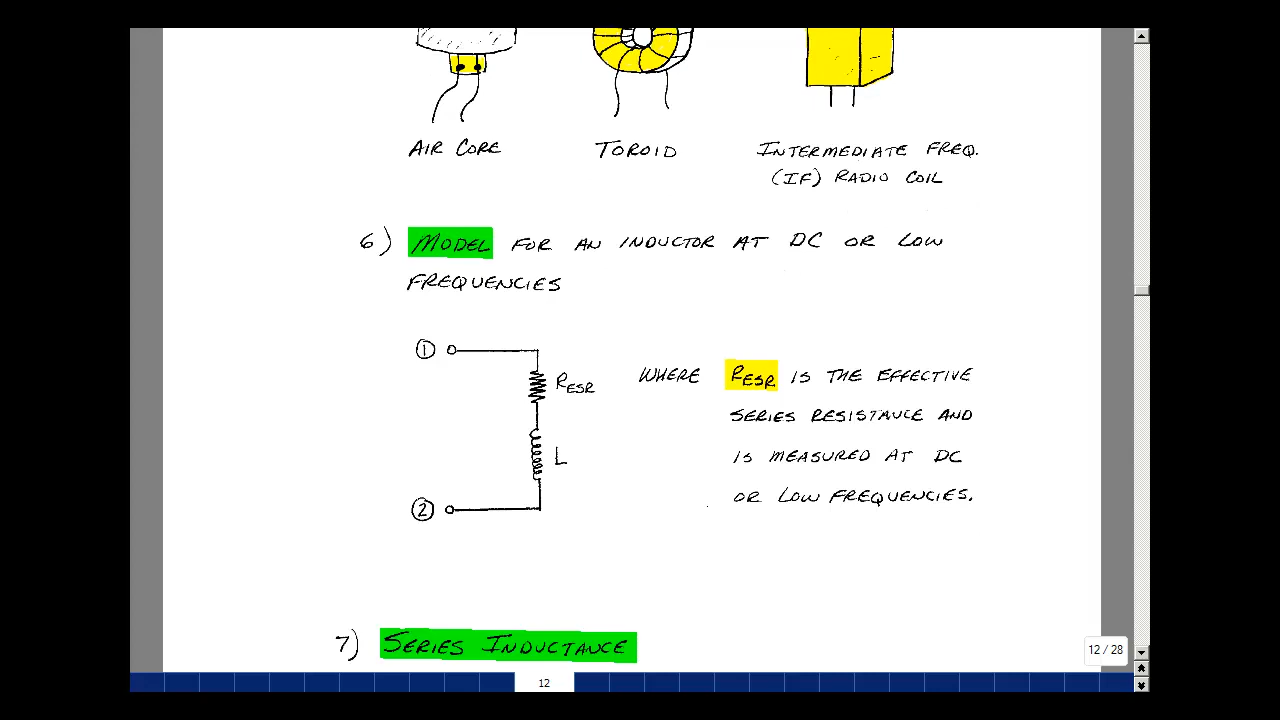 AIR CORE
TOROID
INTERMEDIATE FREQ.
(IF) RADIO COIL
6) MODEL FOR AN INDUCTOR AT DC OR LOW
FREQUENCIES
1
RESR
L
2
WHERE RESR IS THE EFFECTIVE
SERIES RESISTANCE AND
IS MEASURED AT DC
OR LOW FREQUENCIES.
7) SERIES INDUCTANCE
12 / 28
12